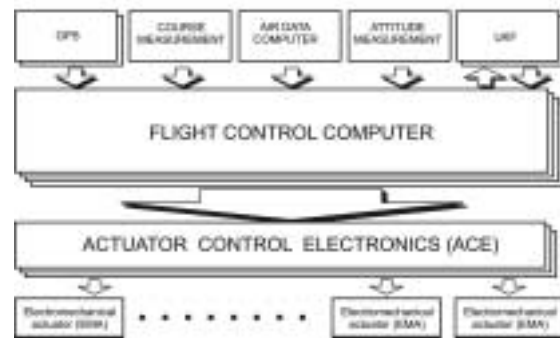 GPS
COURSE
MEASUREMENT
AIR DATA
COMPUTER
ATTITUDE
MEASUREMENT
FLIGHT CONTROL COMPUTER
ACTUATOR CONTROL ELECTRONICS (ACE)
Electromechanical
actuator (EMA)
Electromechanical
actuator (EMA)
Electromechanical
actuator (EMA)